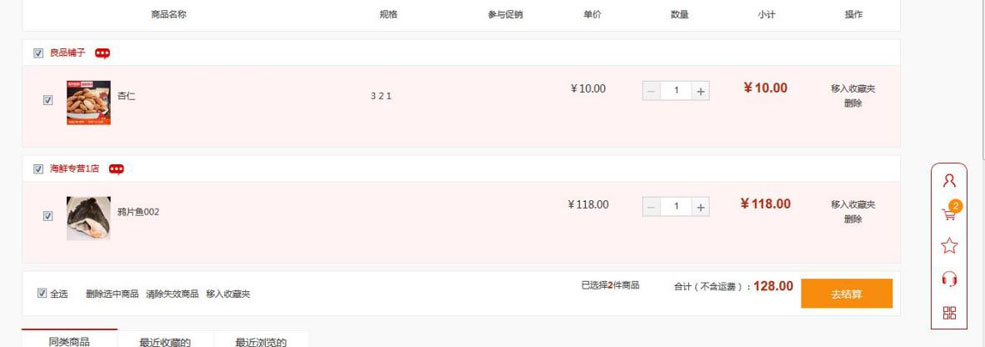 商品名称 规格 参与促销 单价 数量 小计 操作
良品铺子
杏仁 3 2 1 ¥10.00 － 1 + ¥10.00 移入收藏夹
删除
海鲜专营1店
鸦片鱼002 ¥118.00 － 1 + ¥118.00 移入收藏夹
删除
2
全选 删除选中商品 清除失效商品 移入收藏夹 已选择2件商品 合计（不含运费）：128.00 去结算
同类商品 最近收藏的 最近浏览的